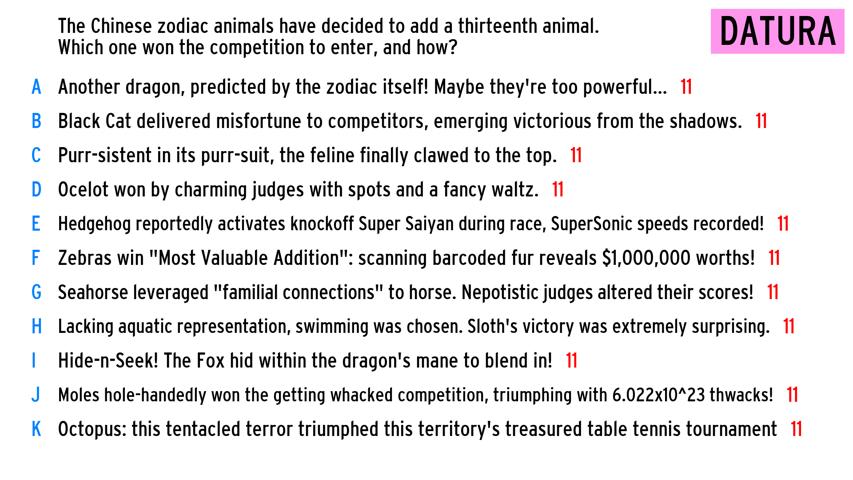 The Chinese zodiac animals have decided to add a thirteenth animal.
Which one won the competition to enter, and how?
DATURA
A Another dragon, predicted by the zodiac itself! Maybe they're too powerful... 11
B Black Cat delivered misfortune to competitors, emerging victorious from the shadows. 11
C Purr-sistent in its purr-suit, the feline finally clawed to the top. 11
D Ocelot won by charming judges with spots and a fancy waltz. 11
E Hedgehog reportedly activates knockoff Super Saiyan during race, SuperSonic speeds recorded! 11
F Zebras win "Most Valuable Addition": scanning barcoded fur reveals $1,000,000 worths! 11
G Seahorse leveraged "familial connections" to horse. Nepotistic judges altered their scores! 11
H Lacking aquatic representation, swimming was chosen. Sloth's victory was extremely surprising. 11
I Hide-n-Seek! The Fox hid within the dragon's mane to blend in! 11
J Moles hole-handedly won the getting whacked competition, triumphing with 6.022x10^23 thwacks! 11
K Octopus: this tentacled terror triumphed this territory's treasured table tennis tournament 11